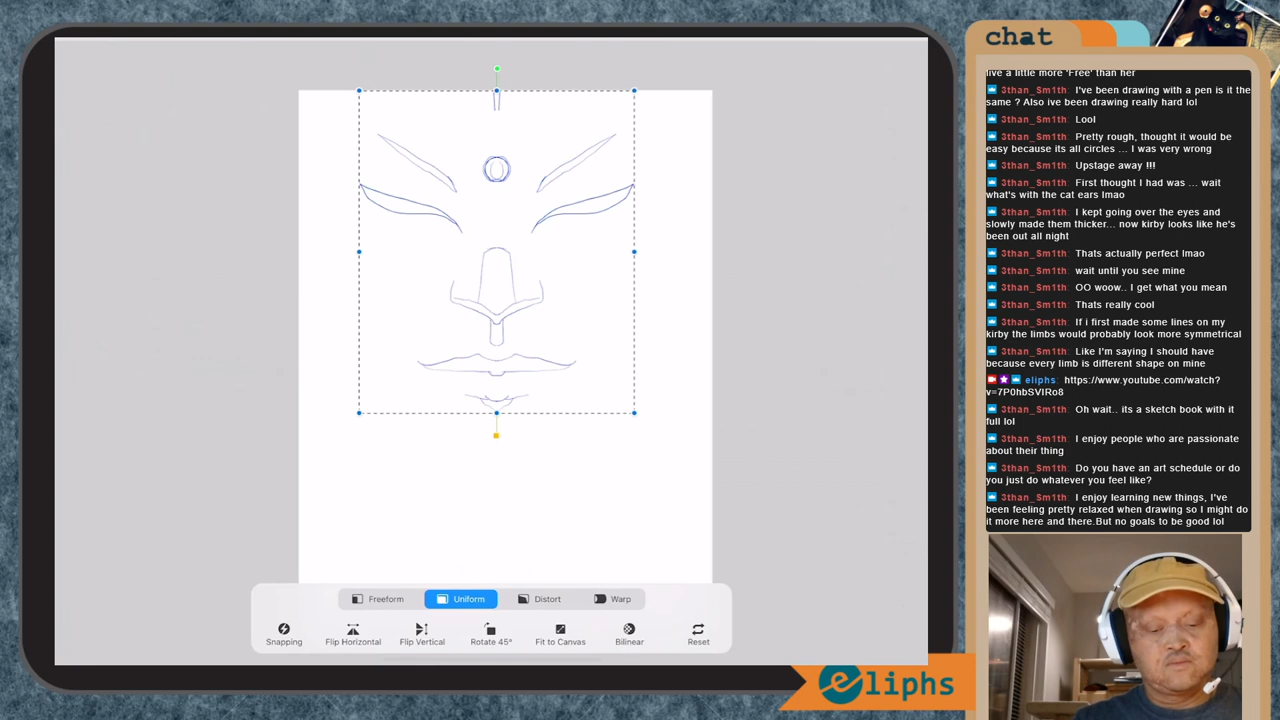 chat
live a little more 'Free' than her
3than_Sm1th: I've been drawing with a pen is it the
same ? Also ive been drawing really hard lol
3than_Sm1th: Lool
3than_Sm1th: Pretty rough, thought it would be
easy because its all circles ... I was very wrong
3than_Sm1th: Upstage away !!!
3than_Sm1th: First thought I had was ... wait
what's with the cat ears lmao
3than_Sm1th: I kept going over the eyes and
slowly made them thicker... now kirby looks like he's
been out all night
3than_Sm1th: Thats actually perfect lmao
3than_Sm1th: wait until you see mine
3than_Sm1th: OO woow.. I get what you mean
3than_Sm1th: Thats really cool
3than_Sm1th: If i first made some lines on my
kirby the limbs would probably look more symmetrical
3than_Sm1th: Like I'm saying I should have
because every limb is different shape on mine
eliphs: https://www.youtube.com/watch?
v=7P0hbSVIRo8
3than_Sm1th: Oh wait.. its a sketch book with it
full lol
3than_Sm1th: I enjoy people who are passionate
about their thing
3than_Sm1th: Do you have an art schedule or do
you just do whatever you feel like?
3than_Sm1th: I enjoy learning new things, I've
been feeling pretty relaxed when drawing so I might do
it more here and there.But no goals to be good lol
Freeform Uniform Distort Warp
Snapping Flip Horizontal Flip Vertical Rotate 45° Fit to Canvas Bilinear Reset
eliphs